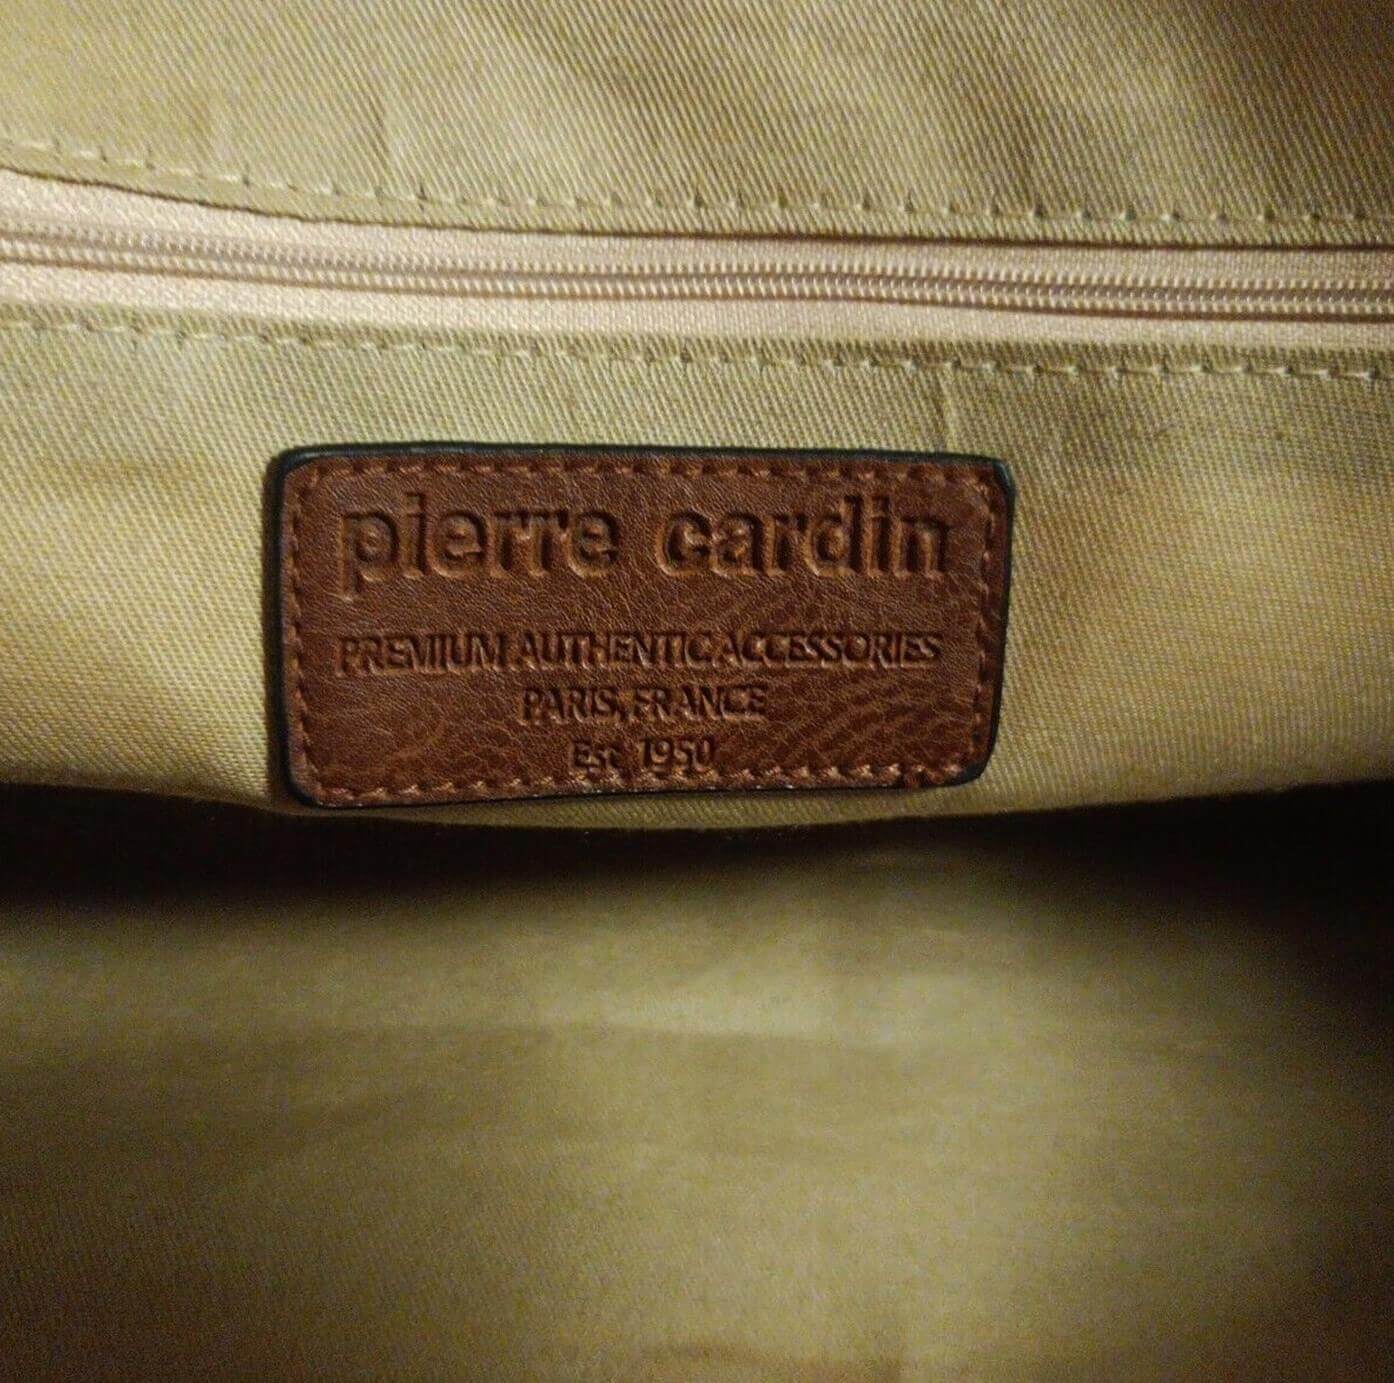 pierre cardin
PREMIUM AUTHENTIC ACCESSORIES
PARIS, FRANCE
Est 1950